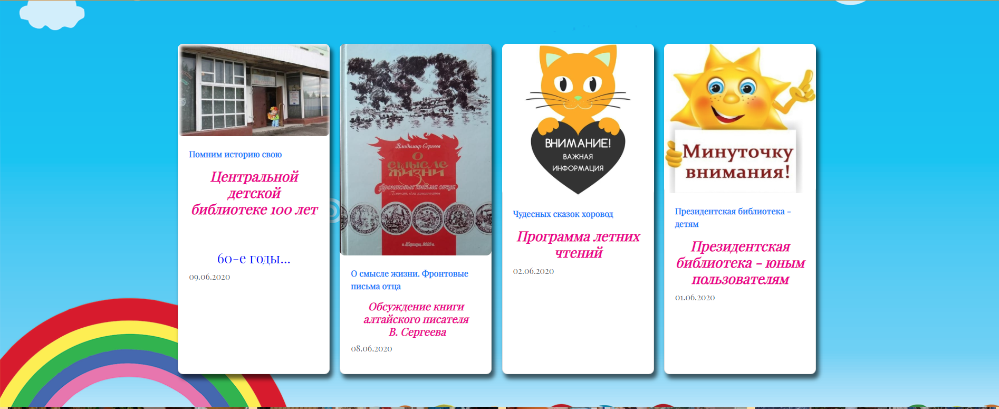 Помним историю свою
Центральной
детской
библиотеке 100 лет
60-е годы...
09.06.2020
Владимир Сергеев
О
смысле
жизни
фронтовые письма отца
Повесть для юношества
г. Барнаул, 2020 г.
О смысле жизни. Фронтовые
письма отца
Обсуждение книги
алтайского писателя
В. Сергеева
08.06.2020
ВНИМАНИЕ!
ВАЖНАЯ
ИНФОРМАЦИЯ
Чудесных сказок хоровод
Программа летних
чтений
02.06.2020
Минуточку
внимания!
Президентская библиотека -
детям
Президентская
библиотека - юным
пользователям
01.06.2020